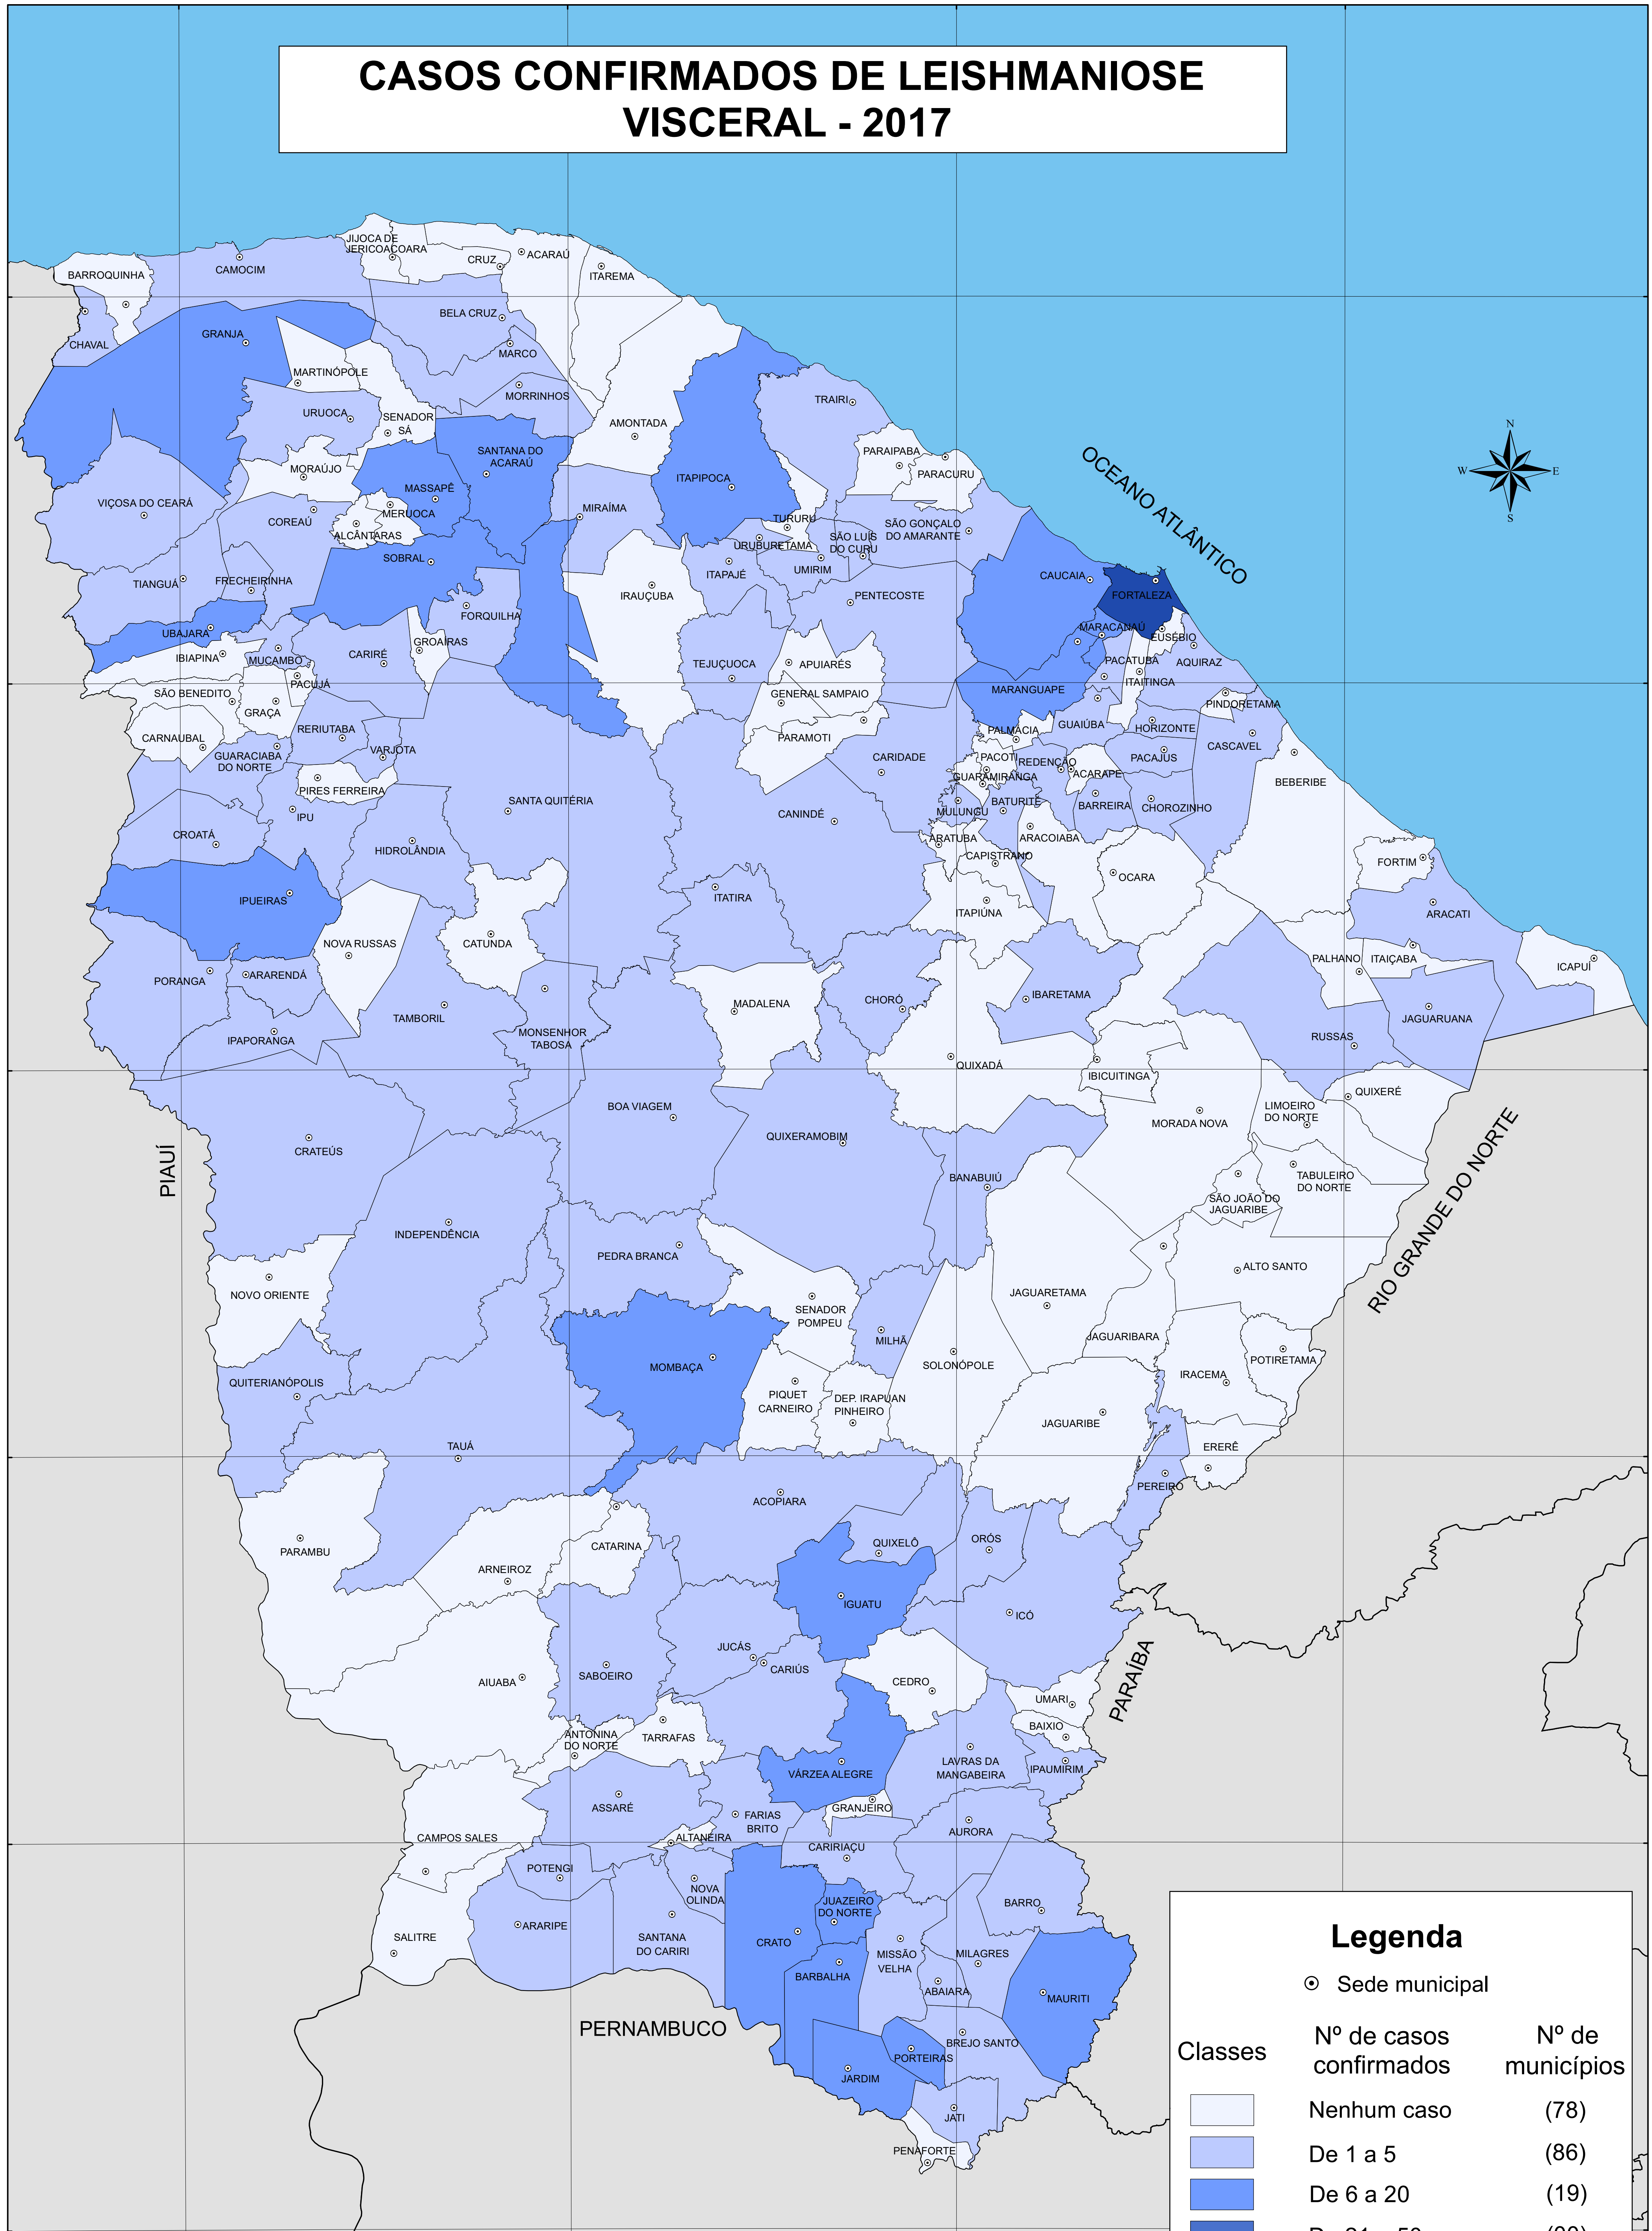 CASOS CONFIRMADOS DE LEISHMANIOSE
VISCERAL - 2017
JIJOCA DE
JERICOACOARA
CRUZ
ACARAÚ
ITAREMA
BARROQUINHA
CAMOCIM
CHAVAL
GRANJA
BELA CRUZ
MARCO
MARTINÓPOLE
MORRINHOS
URUOCA
SENADOR
SÁ
AMONTADA
TRAIRI
N
W
E
S
OCEANO ATLÂNTICO
MORAÚJO
SANTANA DO
ACARAÚ
ITAPIPOCA
PARAIPABA
PARACURU
VIÇOSA DO CEARÁ
MASSAPÊ
MERUOCA
MIRAÍMA
COREAÚ
ALCÂNTARAS
TURURU
URUBURETAMA
SÃO LUÍS
DO CURU
SÃO GONÇALO
DO AMARANTE
TIANGUÁ
FRECHEIRINHA
SOBRAL
ITAPAJÉ
UMIRIM
CAUCAIA
FORTALEZA
IRAUÇUBA
PENTECOSTE
FORQUILHA
UBAJARA
MARACANAÚ
EUSÉBIO
IBIAPINA
MUCAMBO
CARIRÉ
GROAÍRAS
TEJUÇUOCA
APUIARÉS
PACATUBA
AQUIRAZ
ITAITINGA
SÃO BENEDITO
PACUJÁ
GENERAL SAMPAIO
MARANGUAPE
GRAÇA
PINDORETAMA
CARNAUBAL
RERIUTABA
PARAMOTI
PALMÁCIA
GUAIÚBA
HORIZONTE
GUARACIABA
DO NORTE
VARJOTA
CARIDADE
PACOTI
REDENÇÃO
PACAJUS
CASCAVEL
GUARAMIRANGA
ACARAPE
BEBERIBE
PIRES FERREIRA
SANTA QUITÉRIA
IPU
CANINDÉ
MULUNGU
BATURITÉ
BARREIRA
CHOROZINHO
CROATÁ
HIDROLÂNDIA
ARATUBA
ARACOIABA
CAPISTRANO
FORTIM
IPUEIRAS
ITATIRA
OCARA
ITAPIÚNA
ARACATI
NOVA RUSSAS
CATUNDA
PALHANO
ITAIÇABA
ICAPUÍ
PORANGA
ARARENDÁ
MADALENA
CHORÓ
IBARETAMA
TAMBORIL
MONSENHOR
TABOSA
JAGUARUANA
IPAPORANGA
RUSSAS
QUIXADÁ
IBICUITINGA
QUIXERÉ
BOA VIAGEM
LIMOEIRO
DO NORTE
MORADA NOVA
QUIXERAMOBIM
PIAUÍ
CRATEÚS
BANABUIÚ
TABULEIRO
DO NORTE
SÃO JOÃO DO
JAGUARIBE
RIO GRANDE DO NORTE
INDEPENDÊNCIA
PEDRA BRANCA
ALTO SANTO
NOVO ORIENTE
JAGUARETAMA
SENADOR
POMPEU
MILHÃ
JAGUARIBARA
SOLONÓPOLE
POTIRETAMA
MOMBAÇA
IRACEMA
QUITERIANÓPOLIS
PIQUET
CARNEIRO
DEP. IRAPUAN
PINHEIRO
JAGUARIBE
TAUÁ
ERERÊ
PEREIRO
ACOPIARA
PARAMBU
CATARINA
QUIXELÔ
ORÓS
ARNEIROZ
IGUATU
ICÓ
JUCÁS
CARIÚS
PARAÍBA
AIUABA
SABOEIRO
CEDRO
UMARI
ANTONINA
DO NORTE
TARRAFAS
BAIXIO
VÁRZEA ALEGRE
LAVRAS DA
MANGABEIRA
IPAUMIRIM
ASSARÉ
FARIAS
BRITO
GRANJEIRO
CAMPOS SALES
ALTANEIRA
CARIRIAÇU
AURORA
POTENGI
NOVA
OLINDA
JUAZEIRO
DO NORTE
BARRO
ARARIPE
SALITRE
SANTANA
DO CARIRI
CRATO
MISSÃO
VELHA
MILAGRES
BARBALHA
ABAIARA
MAURITI
PERNAMBUCO
BREJO SANTO
PORTEIRAS
JARDIM
JATI
PENAFORTE
Legenda
Sede municipal
Classes
Nº de casos
confirmados
Nº de
municípios
Nenhum caso (78)
De 1 a 5 (86)
De 6 a 20 (19)